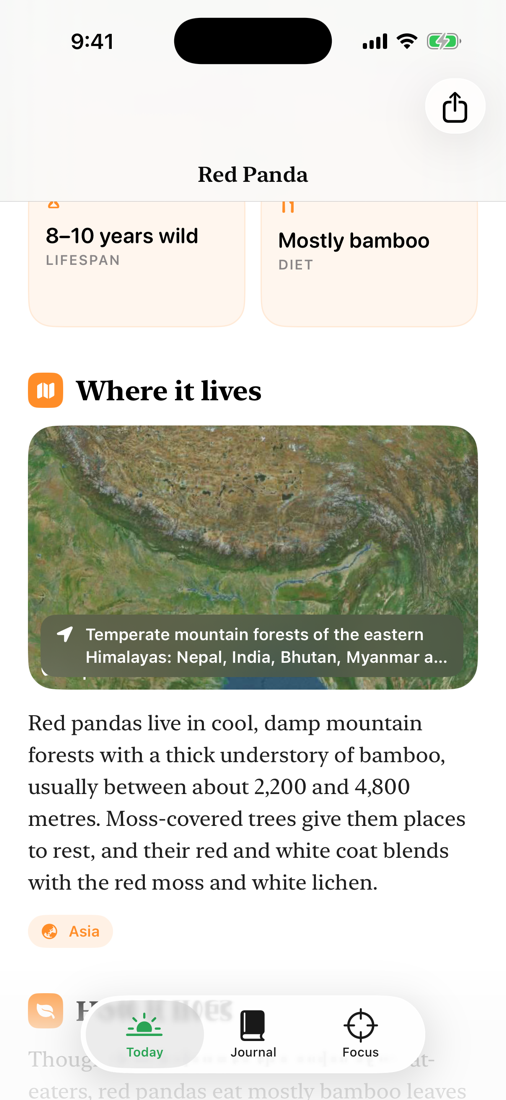 9:41
Red Panda
8–10 years wild
LIFESPAN
Mostly bamboo
DIET
Where it lives
Temperate mountain forests of the eastern
Himalayas: Nepal, India, Bhutan, Myanmar a...
Red pandas live in cool, damp mountain
forests with a thick understory of bamboo,
usually between about 2,200 and 4,800
metres. Moss-covered trees give them places
to rest, and their red and white coat blends
with the red moss and white lichen.
Asia
Today
Journal
Focus
eaters, red pandas eat mostly bamboo leaves